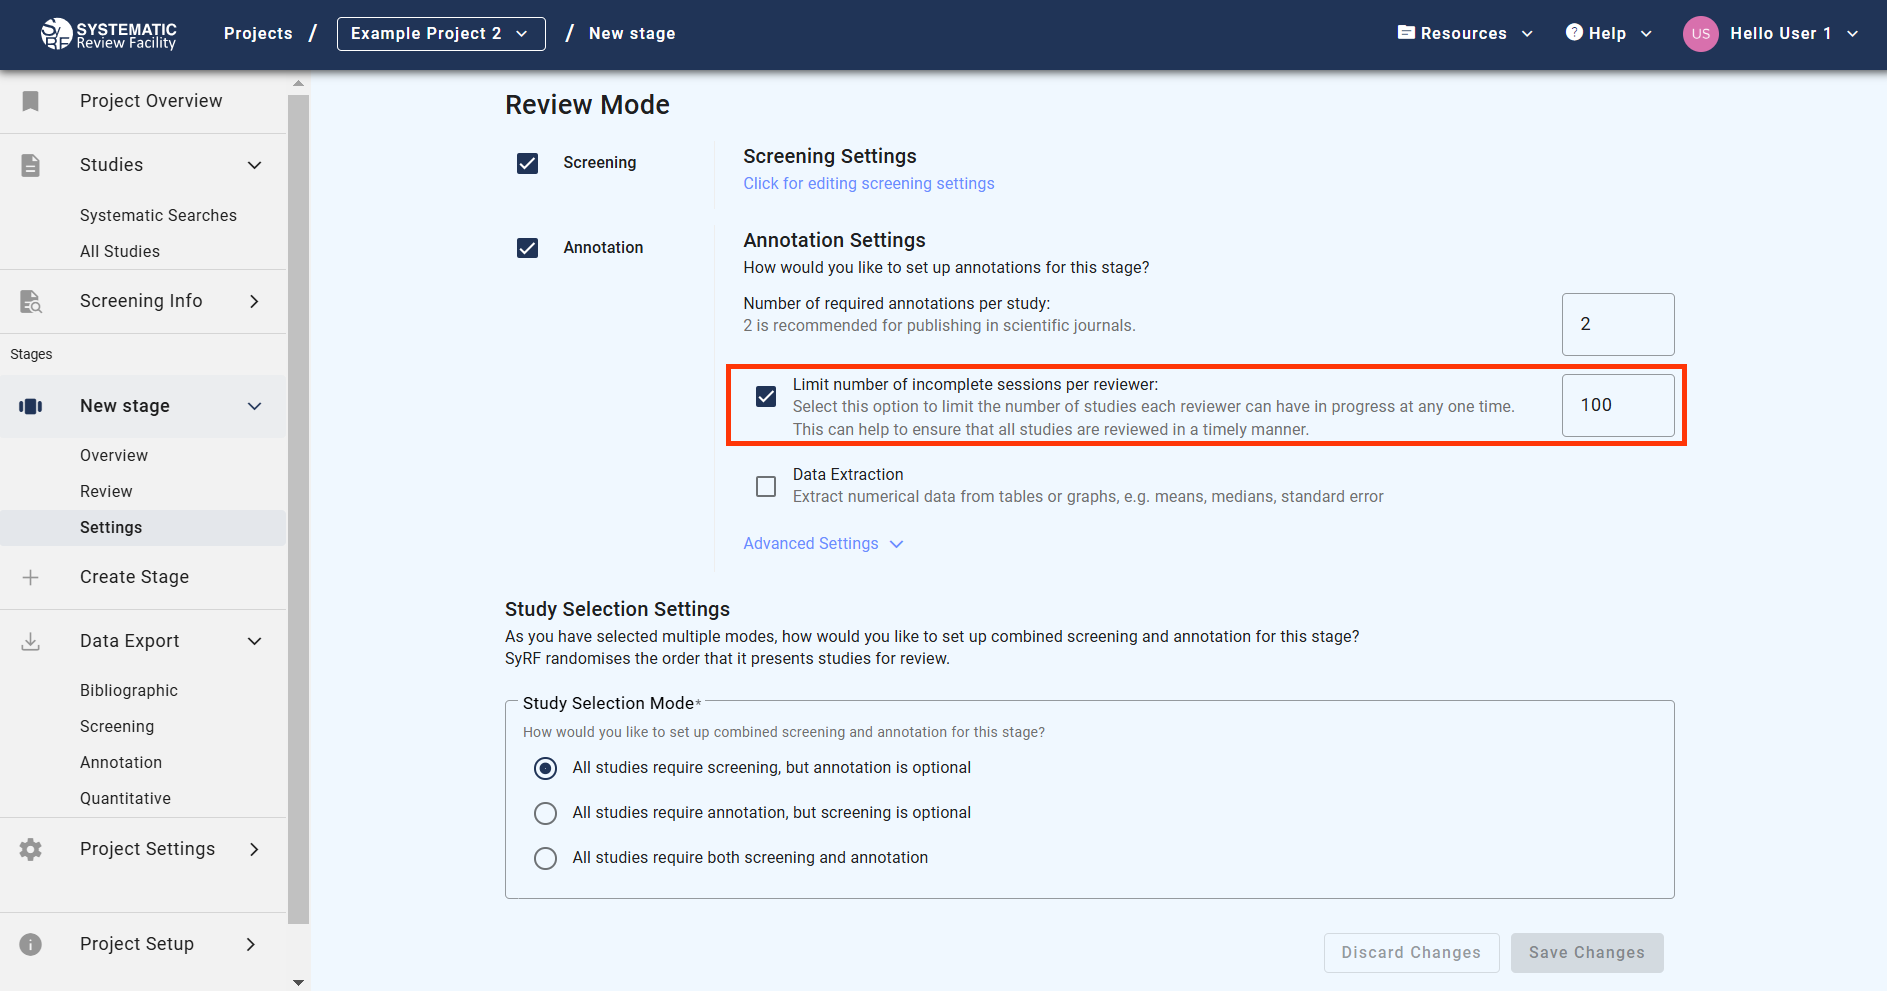 SYSTEMATIC
Review Facility
SyRF
Projects / Example Project 2 / New stage
Resources
? Help
US Hello User 1
Project Overview
Studies
Systematic Searches
All Studies
Screening Info
Stages
New stage
Overview
Review
Settings
Create Stage
Data Export
Bibliographic
Screening
Annotation
Quantitative
Project Settings
Project Setup
Review Mode
Screening
Screening Settings
Click for editing screening settings
Annotation
Annotation Settings
How would you like to set up annotations for this stage?
Number of required annotations per study:
2 is recommended for publishing in scientific journals.
2
Limit number of incomplete sessions per reviewer:
Select this option to limit the number of studies each reviewer can have in progress at any one time.
This can help to ensure that all studies are reviewed in a timely manner.
100
Data Extraction
Extract numerical data from tables or graphs, e.g. means, medians, standard error
Advanced Settings
Study Selection Settings
As you have selected multiple modes, how would you like to set up combined screening and annotation for this stage?
SyRF randomises the order that it presents studies for review.
Study Selection Mode*
How would you like to set up combined screening and annotation for this stage?
All studies require screening, but annotation is optional
All studies require annotation, but screening is optional
All studies require both screening and annotation
Discard Changes
Save Changes